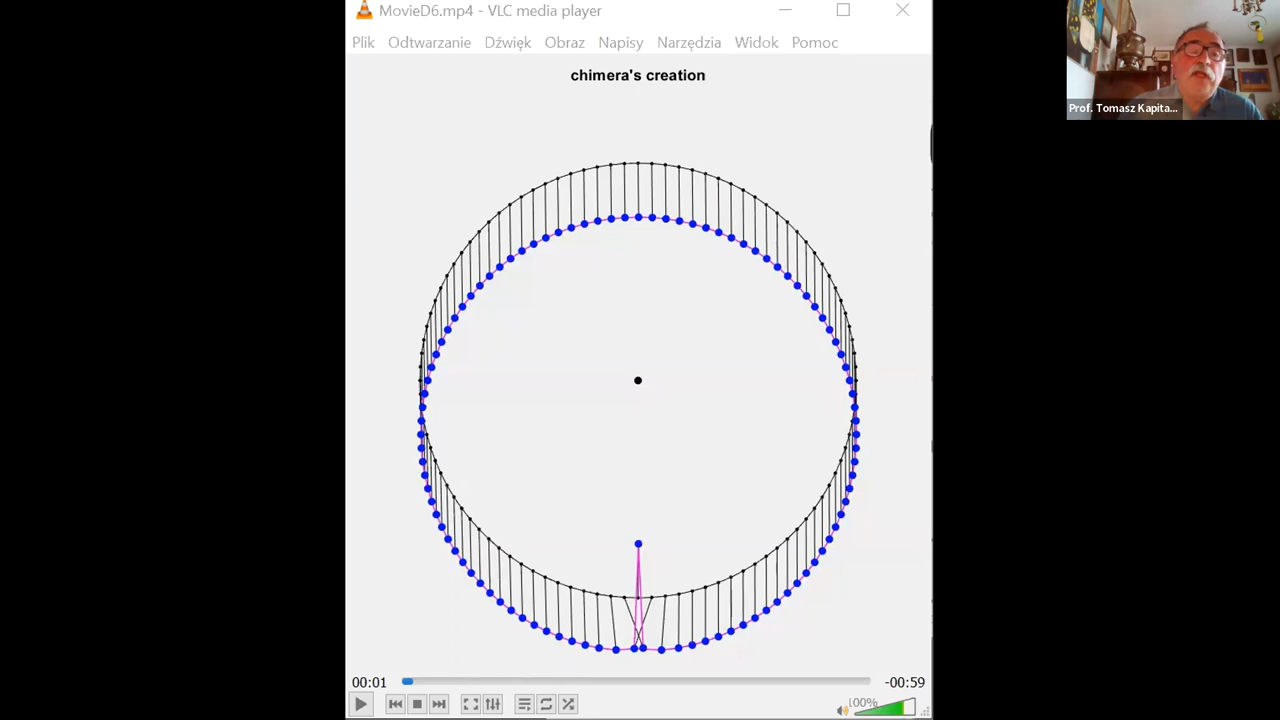 MovieD6.mp4 - VLC media player
Plik Odtwarzanie Dźwięk Obraz Napisy Narzędzia Widok Pomoc
Prof. Tomasz Kapita...
chimera's creation
00:01 -00:59
100%